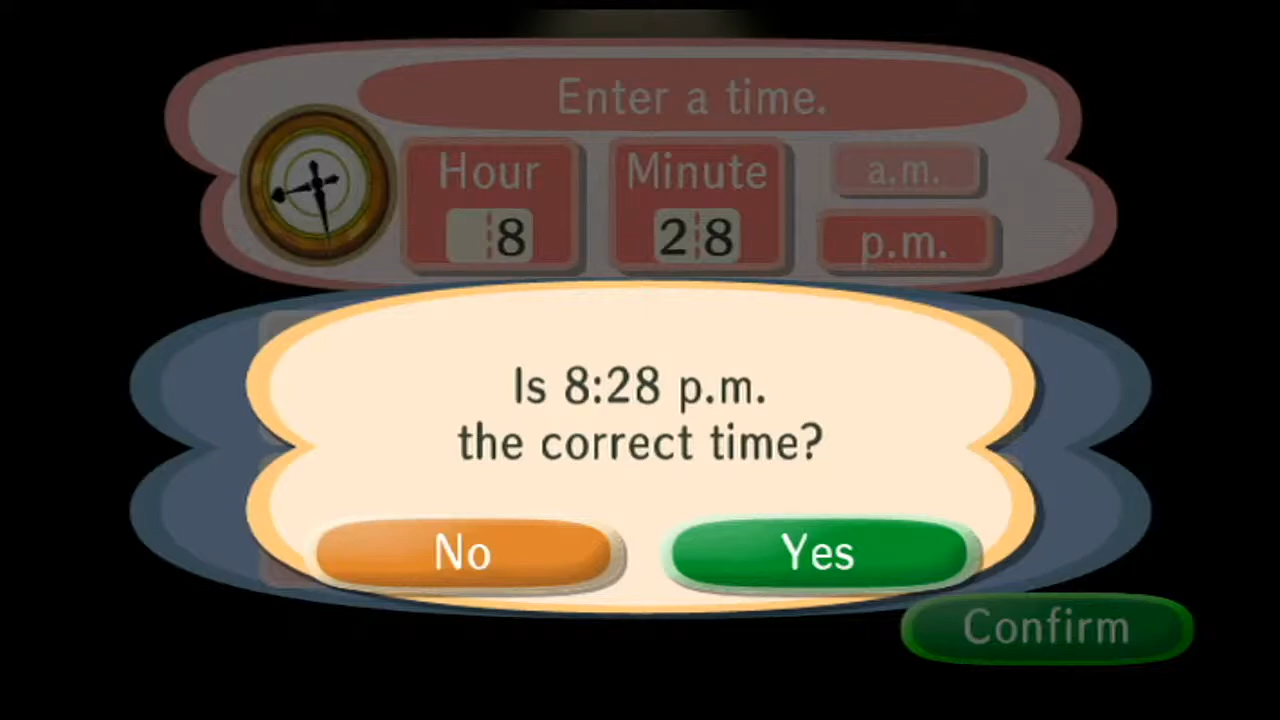 Enter a time.
Hour Minute a.m.
8 28 p.m.
Is 8:28 p.m.
the correct time?
No Yes
Confirm